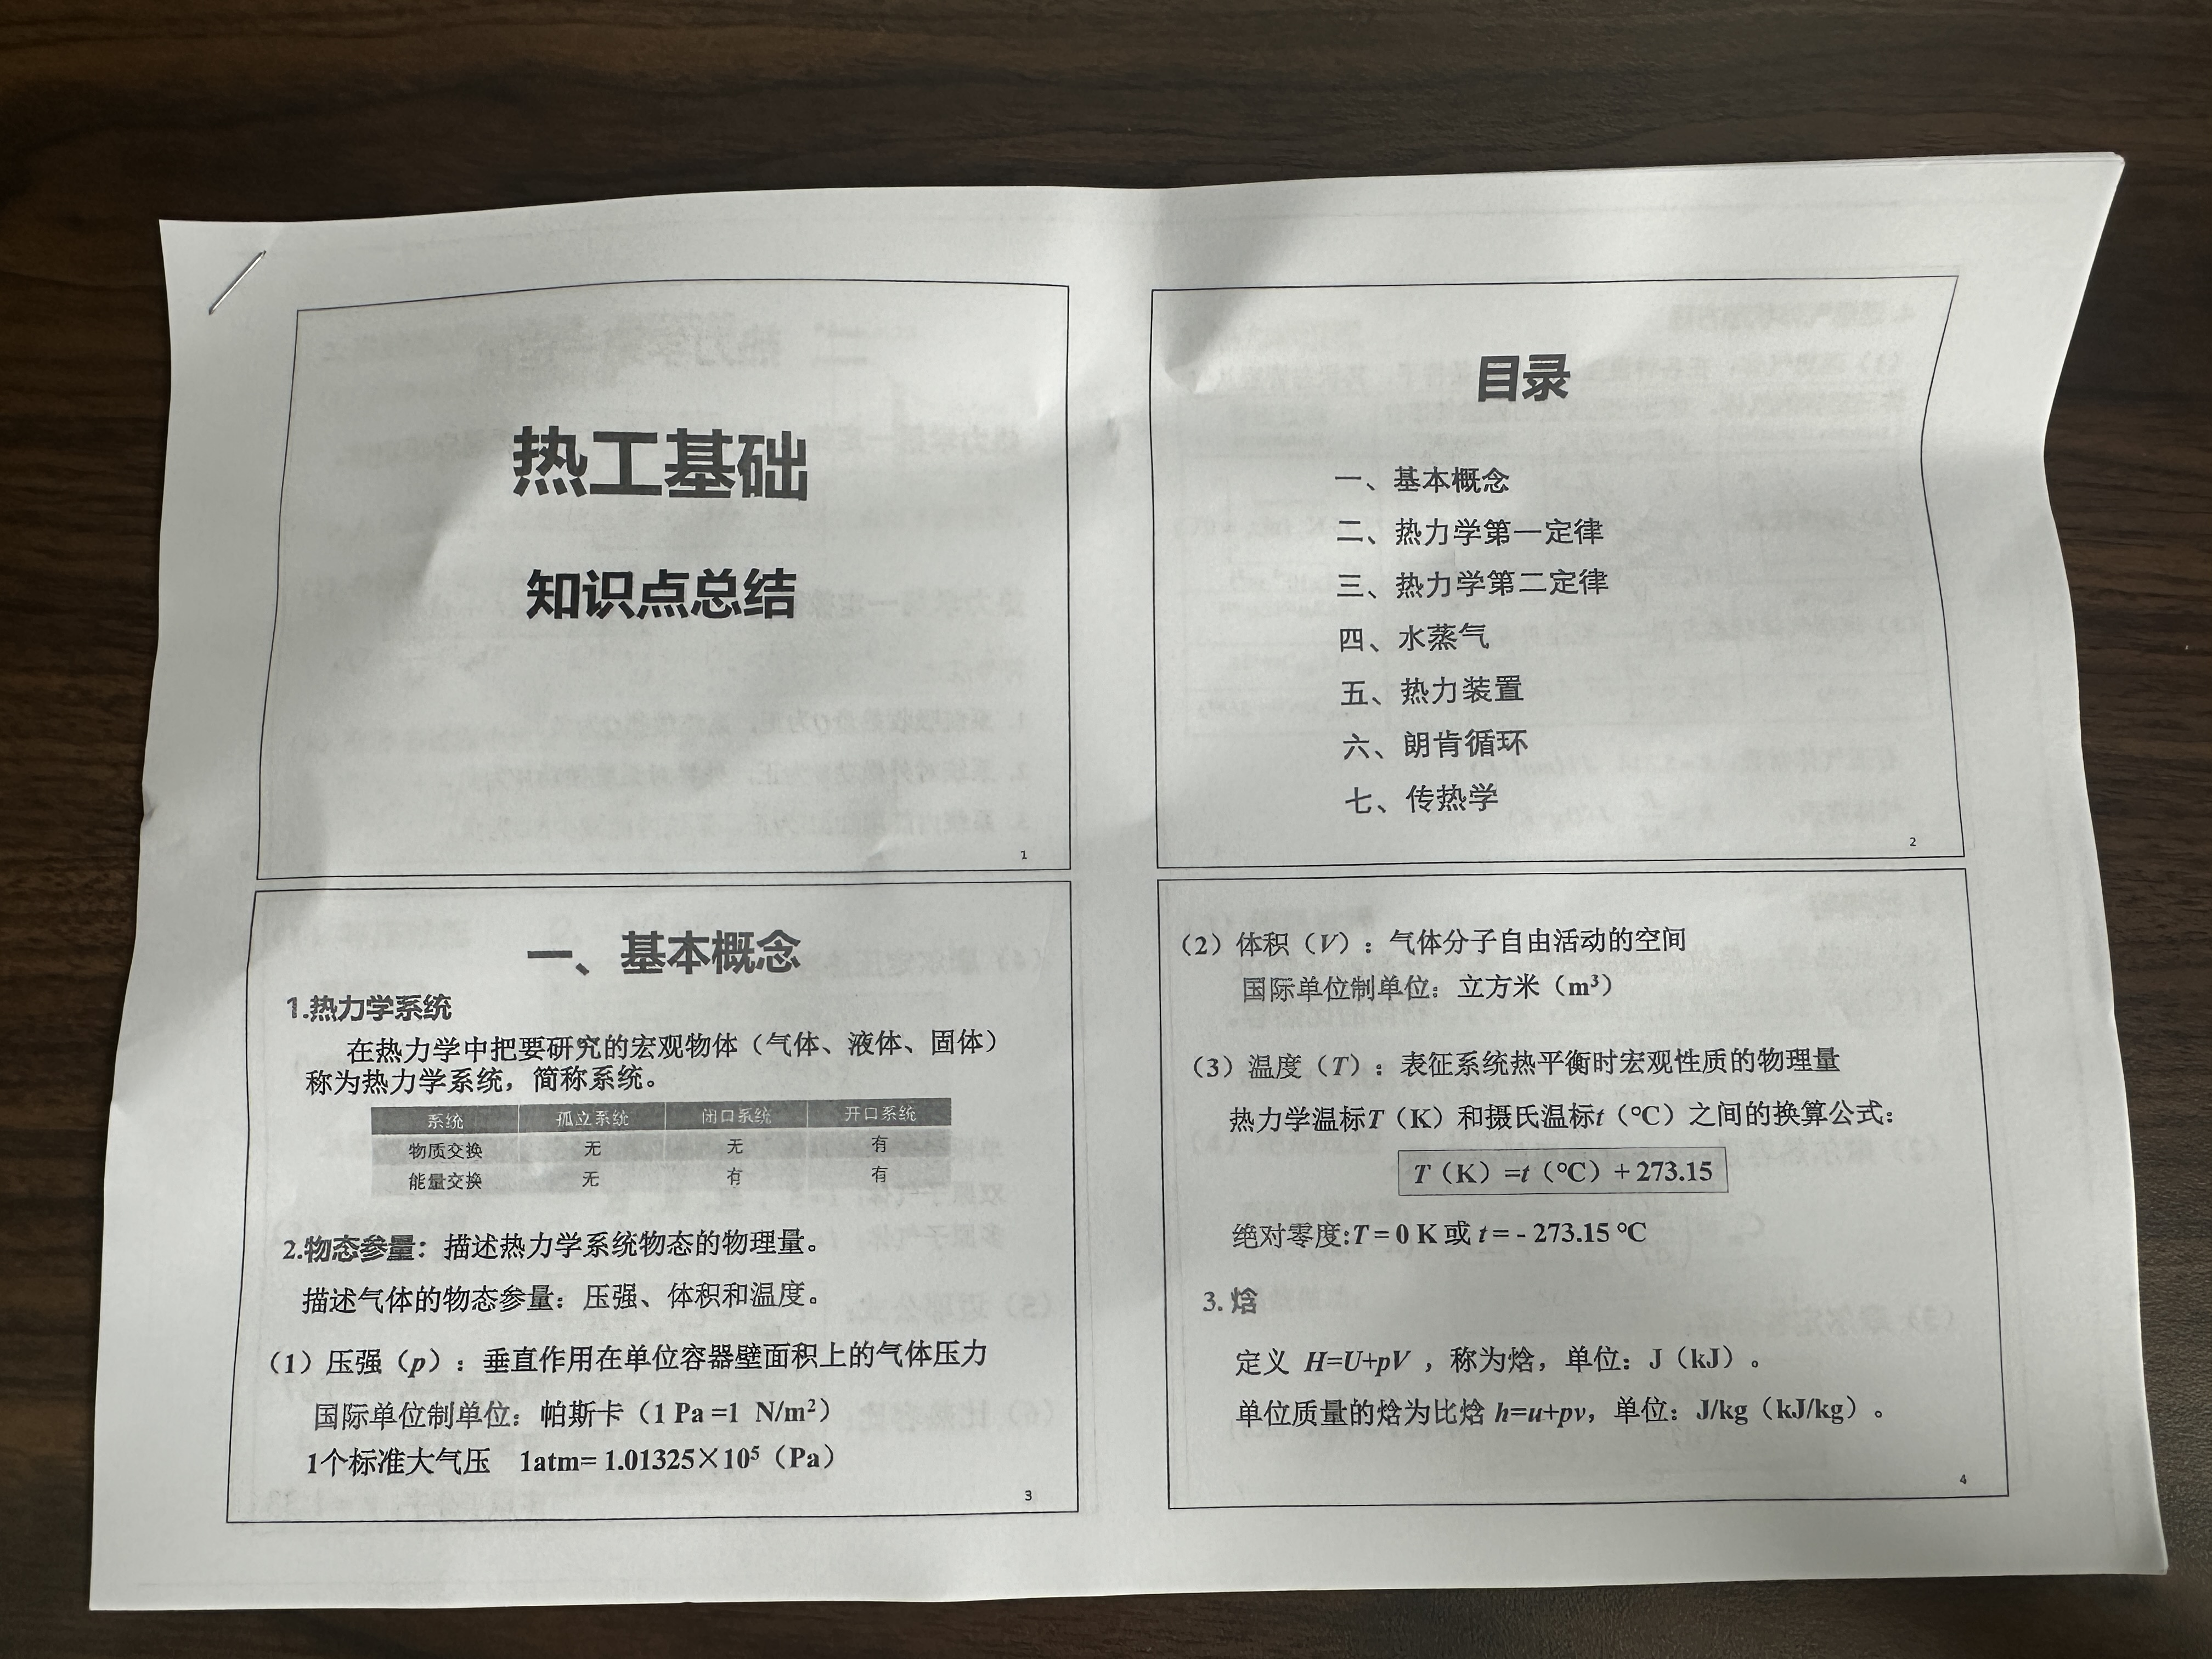 热工基础
知识点总结
1
目录
一、基本概念
二、热力学第一定律
三、热力学第二定律
四、水蒸气
五、热力装置
六、朗肯循环
七、传热学
2
一、基本概念
1.热力学系统
在热力学中把要研究的宏观物体（气体、液体、固体）
称为热力学系统，简称系统。
系统 孤立系统 闭口系统 开口系统
物质交换 无 无 有
能量交换 无 有 有
2.物态参量：描述热力学系统物态的物理量。
描述气体的物态参量：压强、体积和温度。
（1）压强（p）：垂直作用在单位容器壁面积上的气体压力
国际单位制单位：帕斯卡（1 Pa =1 N/m²）
1个标准大气压 1atm= 1.01325×10⁵（Pa）
3
（2）体积（V）：气体分子自由活动的空间
国际单位制单位：立方米（m³）
（3）温度（T）：表征系统热平衡时宏观性质的物理量
热力学温标T（K）和摄氏温标t（℃）之间的换算公式：
T（K）=t（℃）+ 273.15
绝对零度:T = 0 K 或 t = - 273.15 ℃
3. 焓
定义 H=U+pV ，称为焓，单位：J（kJ）。
单位质量的焓为比焓 h=u+pv，单位：J/kg（kJ/kg）。
4